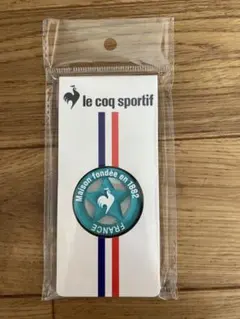 le coq sportif
Maison fondée en 1882
FRANCE